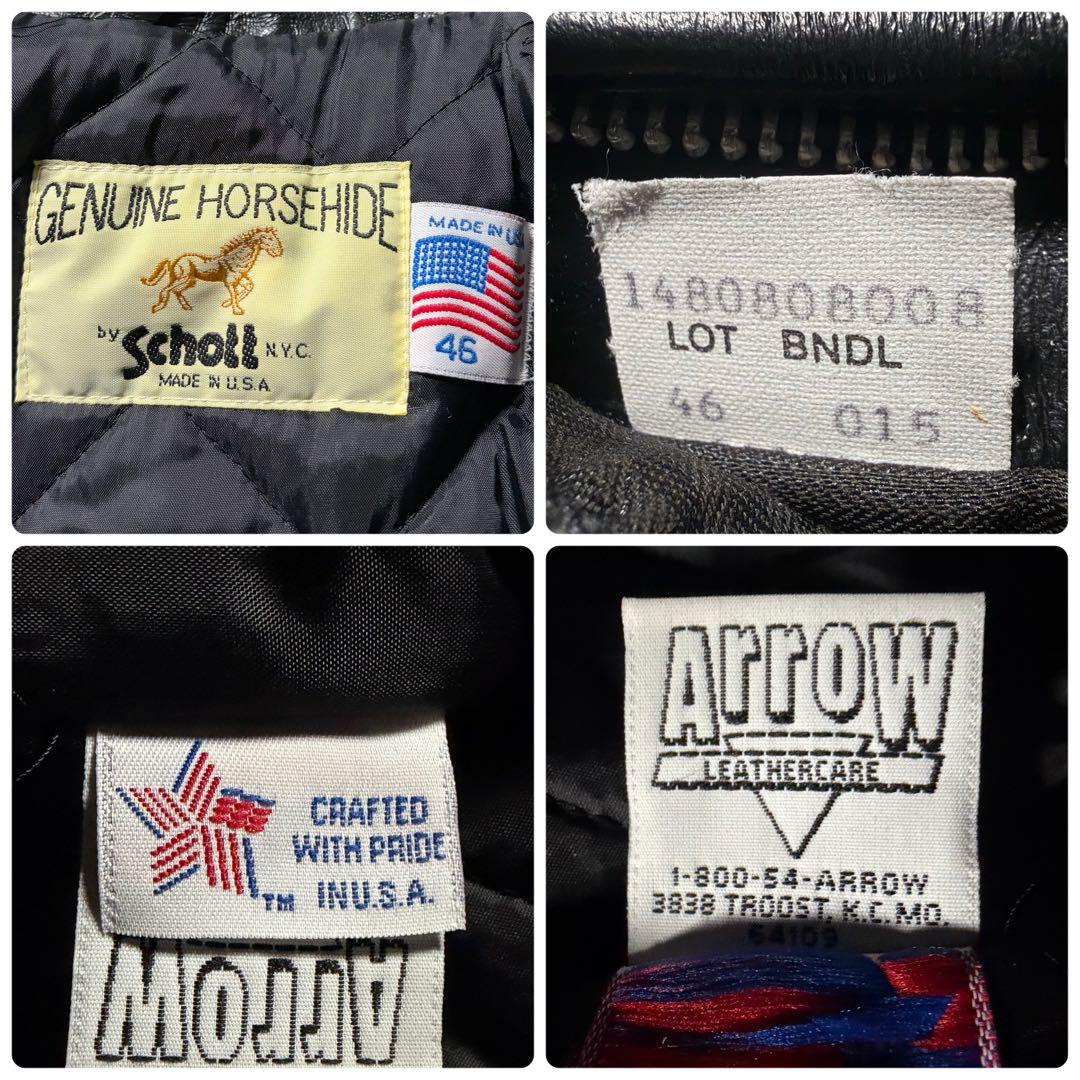 GENUINE HORSEHIDE
by Schott N.Y.C.
MADE IN U.S.A.
MADE IN USA
46
1480808008
LOT BNDL
46 015
CRAFTED
WITH PRIDE
IN U.S.A.
TM
ARROW
ARROW
LEATHERCARE
1-800-54-ARROW
3838 TROOST, K.C. MO.
64109